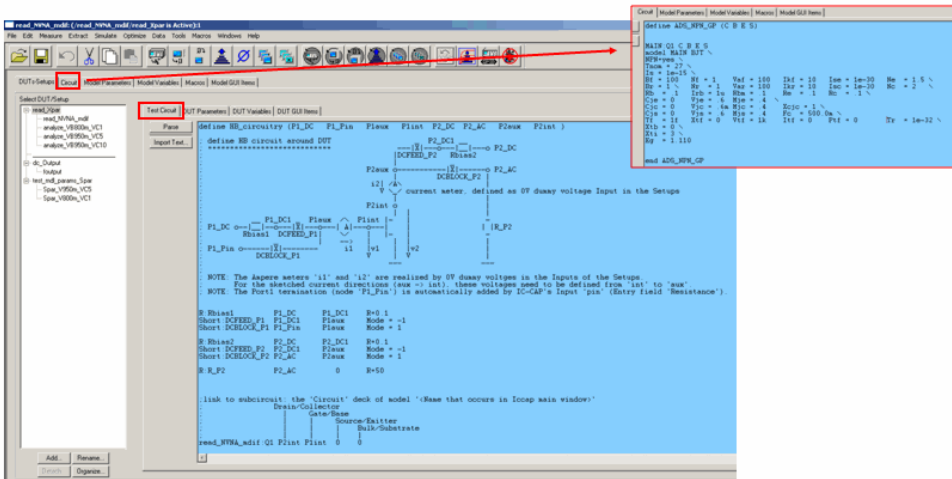 read_NVNA_mdif: (/read_NVNA_mdif/read_Xpar is Active):1
File Edit Measure Extract Simulate Optimize Data Tools Macros Windows Help
DUTs-Setups Circuit Model Parameters Model Variables Macros Model GUI Items
Select DUT/Setup
read_Xpar
read_NVNA_mdif
analyze_VB800m_VC1
analyze_VB950m_VC5
analyze_VB950m_VC10
dc_Output
foutput
test_mdl_params_Spar
Spar_V950m_VC5
Spar_V800m_VC1
Add... Rename...
Details Organize...
Test Circuit DUT Parameters DUT Variables DUT GUI Items
Parse
Import Text...
define HB_circuitry (P1_DC P1_Pin P1aux P1int P2_DC P2_AC P2aux P2int )
; define HB circuit around DUT
; ****************************
P2_DC1
P2_DC
DCFEED_P2 Rbias2
P2aux
P2_AC
DCBLOCK_P2
i2| /A\
current meter, defined as 0V dummy voltage Input in the Setups
P2int
P1_DC1 P1aux P1int
P1_DC
R_P2
Rbias1 DCFEED_P1
P1_Pin
i1 |v1 |v2
DCBLOCK_P1
; NOTE: The Ampere meters 'i1' and 'i2' are realized by 0V dummy voltges in the Inputs of the Setups.
; For the sketched current directions (aux -> int), these voltages need to be defined from 'int' to 'aux'.
; NOTE: The Port1 termination (node 'P1_Pin') is automatically added by IC-CAP's Input 'pin' (Entry field 'Resistance').
R:Rbias1 P1_DC P1_DC1 R=0.1
Short:DCFEED_P1 P1_DC1 P1aux Mode = -1
Short:DCBLOCK_P1 P1_Pin P1aux Mode = 1
R:Rbias2 P2_DC P2_DC1 R=0.1
Short:DCFEED_P2 P2_DC1 P2aux Mode = -1
Short:DCBLOCK_P2 P2_AC P2aux Mode = 1
R:R_P2 P2_AC 0 R=50
;link to subcircuit: the 'Circuit' deck of model '<Name that occurs in Iccap main window>'
; Drain/Collector
; | Gate/Base
; | | Source/Emitter
; | | | Bulk/Substrate
read_NVNA_mdif:Q1 P2int P1int 0 0
Circuit Model Parameters Model Variables Macros Model GUI Items
define ADS_NPN_GP (C B E S)
MAIN Q1 C B E S
model MAIN BJT \
NPN=yes \
Tnom = 27 \
Is = 1e-15 \
Bf = 100 Nf = 1 Vaf = 100 Ikf = 10 Ise = 1e-30 Ne = 1.5 \
Br = 1 Nr = 1 Var = 100 Ikr = 10 Isc = 1e-30 Nc = 2 \
Rb = 1 Irb = 1u Rbm = 1 Re = 1 Rc = 1 \
Cje = 0 Vje = .6 Mje = .4 \
Cjc = 0 Vjc = .6m Mjc = .4 Xcjc = 1 \
Cjs = 0 Vjs = .6 Mjs = .4 Fc = 500.0m \
Tf = 1f Xtf = 0 Vtf = 1k Itf = 0 Ptf = 0 Tr = 1e-32 \
Xtb = 0 \
Xti = 3 \
Eg = 1.110
end ADS_NPN_GP